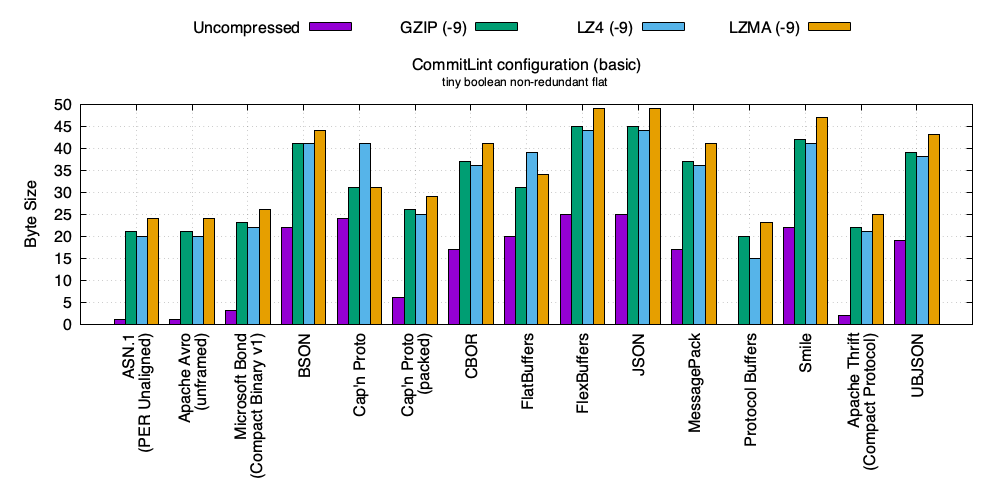 Uncompressed GZIP (-9) LZ4 (-9) LZMA (-9)
CommitLint configuration (basic)
tiny boolean non-redundant flat
Byte Size
50
45
40
35
30
25
20
15
10
5
0
ASN.1
(PER Unaligned)
Apache Avro
(unframed)
Microsoft Bond
(Compact Binary v1)
BSON
Cap'n Proto
Cap'n Proto
(packed)
CBOR
FlatBuffers
FlexBuffers
JSON
MessagePack
Protocol Buffers
Smile
Apache Thrift
(Compact Protocol)
UBJSON